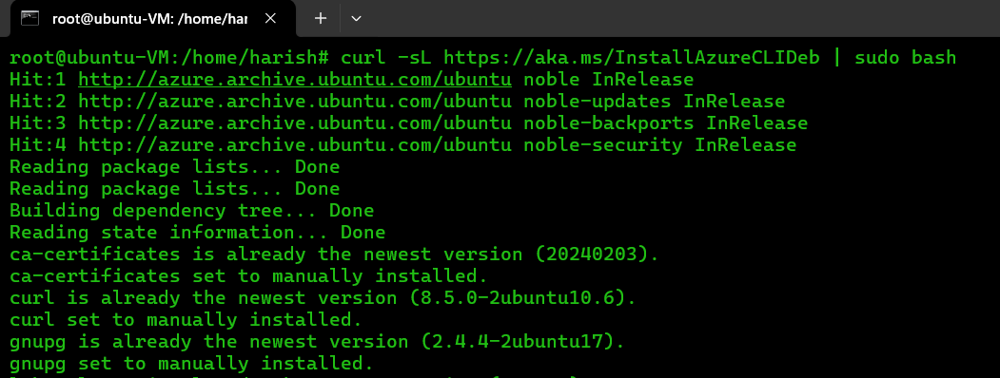 root@ubuntu-VM: /home/har
root@ubuntu-VM:/home/harish# curl -sL https://aka.ms/InstallAzureCLIDeb | sudo bash
Hit:1 http://azure.archive.ubuntu.com/ubuntu noble InRelease
Hit:2 http://azure.archive.ubuntu.com/ubuntu noble-updates InRelease
Hit:3 http://azure.archive.ubuntu.com/ubuntu noble-backports InRelease
Hit:4 http://azure.archive.ubuntu.com/ubuntu noble-security InRelease
Reading package lists... Done
Reading package lists... Done
Building dependency tree... Done
Reading state information... Done
ca-certificates is already the newest version (20240203).
ca-certificates set to manually installed.
curl is already the newest version (8.5.0-2ubuntu10.6).
curl set to manually installed.
gnupg is already the newest version (2.4.4-2ubuntu17).
gnupg set to manually installed.